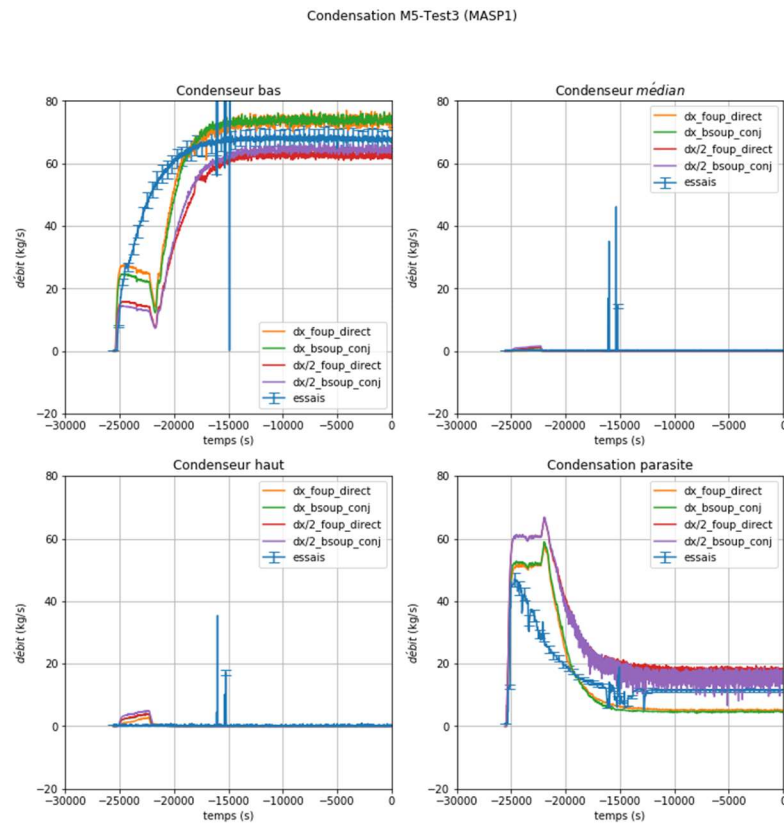 Condensation M5-Test3 (MASP1)
Condenseur bas
80
60
40
20
0
−20
débit (kg/s)
−30000 −25000 −20000 −15000 −10000 −5000 0
temps (s)
dx_foup_direct
dx_bsoup_conj
dx/2_foup_direct
dx/2_bsoup_conj
essais
Condenseur médian
80
60
40
20
0
−20
débit (kg/s)
−30000 −25000 −20000 −15000 −10000 −5000 0
temps (s)
dx_foup_direct
dx_bsoup_conj
dx/2_foup_direct
dx/2_bsoup_conj
essais
Condenseur haut
80
60
40
20
0
−20
débit (kg/s)
−30000 −25000 −20000 −15000 −10000 −5000 0
temps (s)
dx_foup_direct
dx_bsoup_conj
dx/2_foup_direct
dx/2_bsoup_conj
essais
Condensation parasite
80
60
40
20
0
−20
débit (kg/s)
−30000 −25000 −20000 −15000 −10000 −5000 0
temps (s)
dx_foup_direct
dx_bsoup_conj
dx/2_foup_direct
dx/2_bsoup_conj
essais